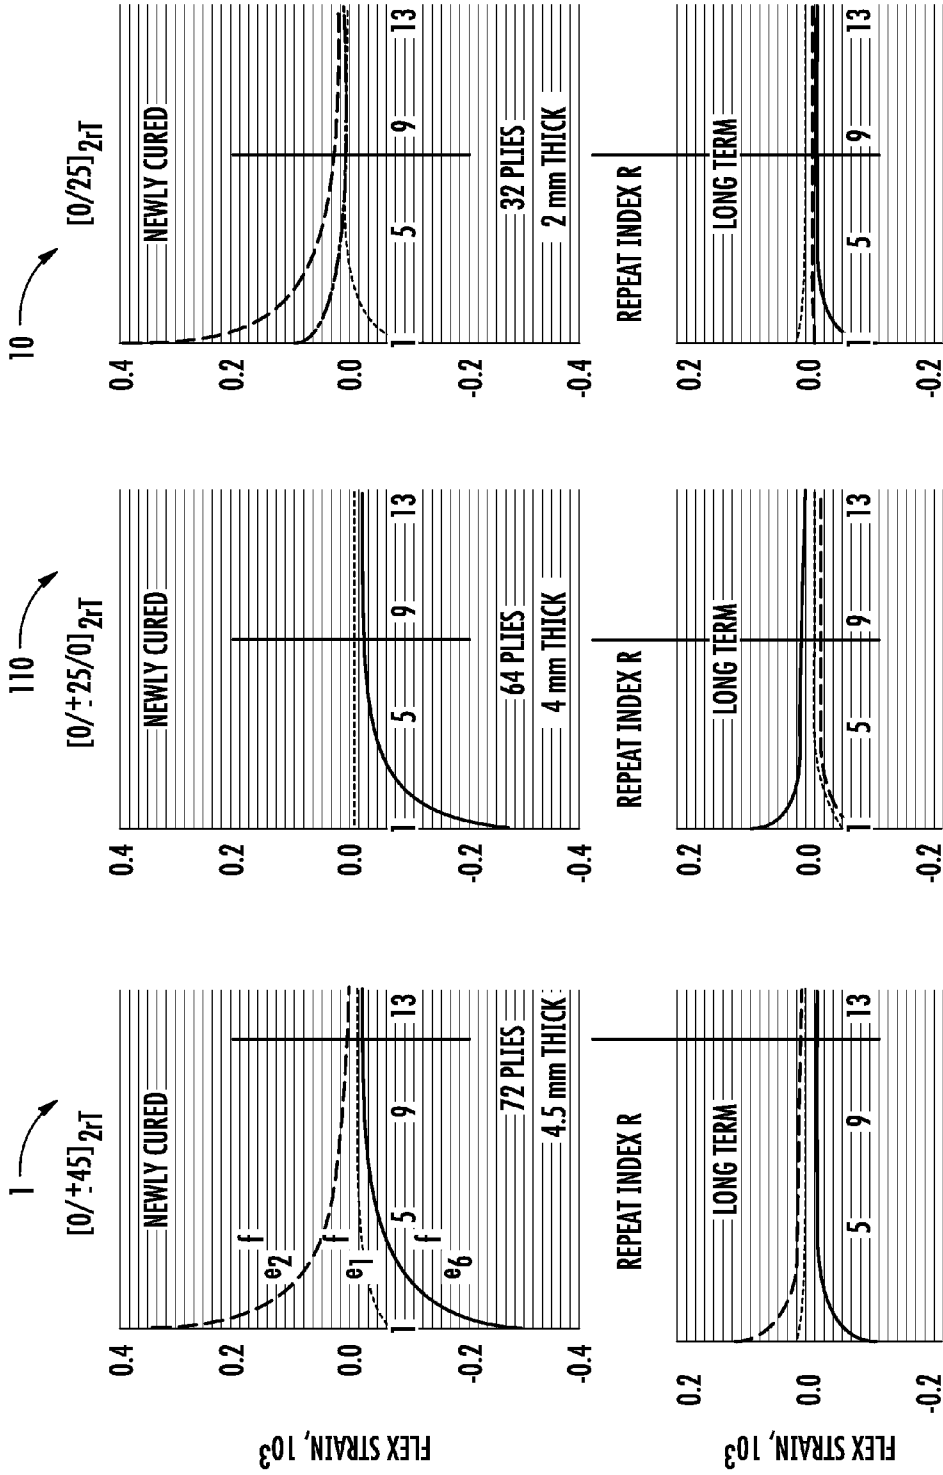 1
[0/±45]2rT
NEWLY CURED
0.4
0.2
0.0
-0.2
-0.4
FLEX STRAIN, 10³
e2 f
e1 f
e6 f
1 5 9 13
72 PLIES
4.5 mm THICK
110
[0/±25/0]2rT
NEWLY CURED
0.4
0.2
0.0
-0.2
-0.4
1 5 9 13
64 PLIES
4 mm THICK
10
[0/25]2rT
NEWLY CURED
0.4
0.2
0.0
-0.2
-0.4
1 5 9 13
32 PLIES
2 mm THICK
REPEAT INDEX R
LONG TERM
0.2
0.0
-0.2
FLEX STRAIN, 10³
5 9 13
REPEAT INDEX R
LONG TERM
0.2
0.0
-0.2
1 5 9 13
REPEAT INDEX R
LONG TERM
0.2
0.0
-0.2
1 5 9 13